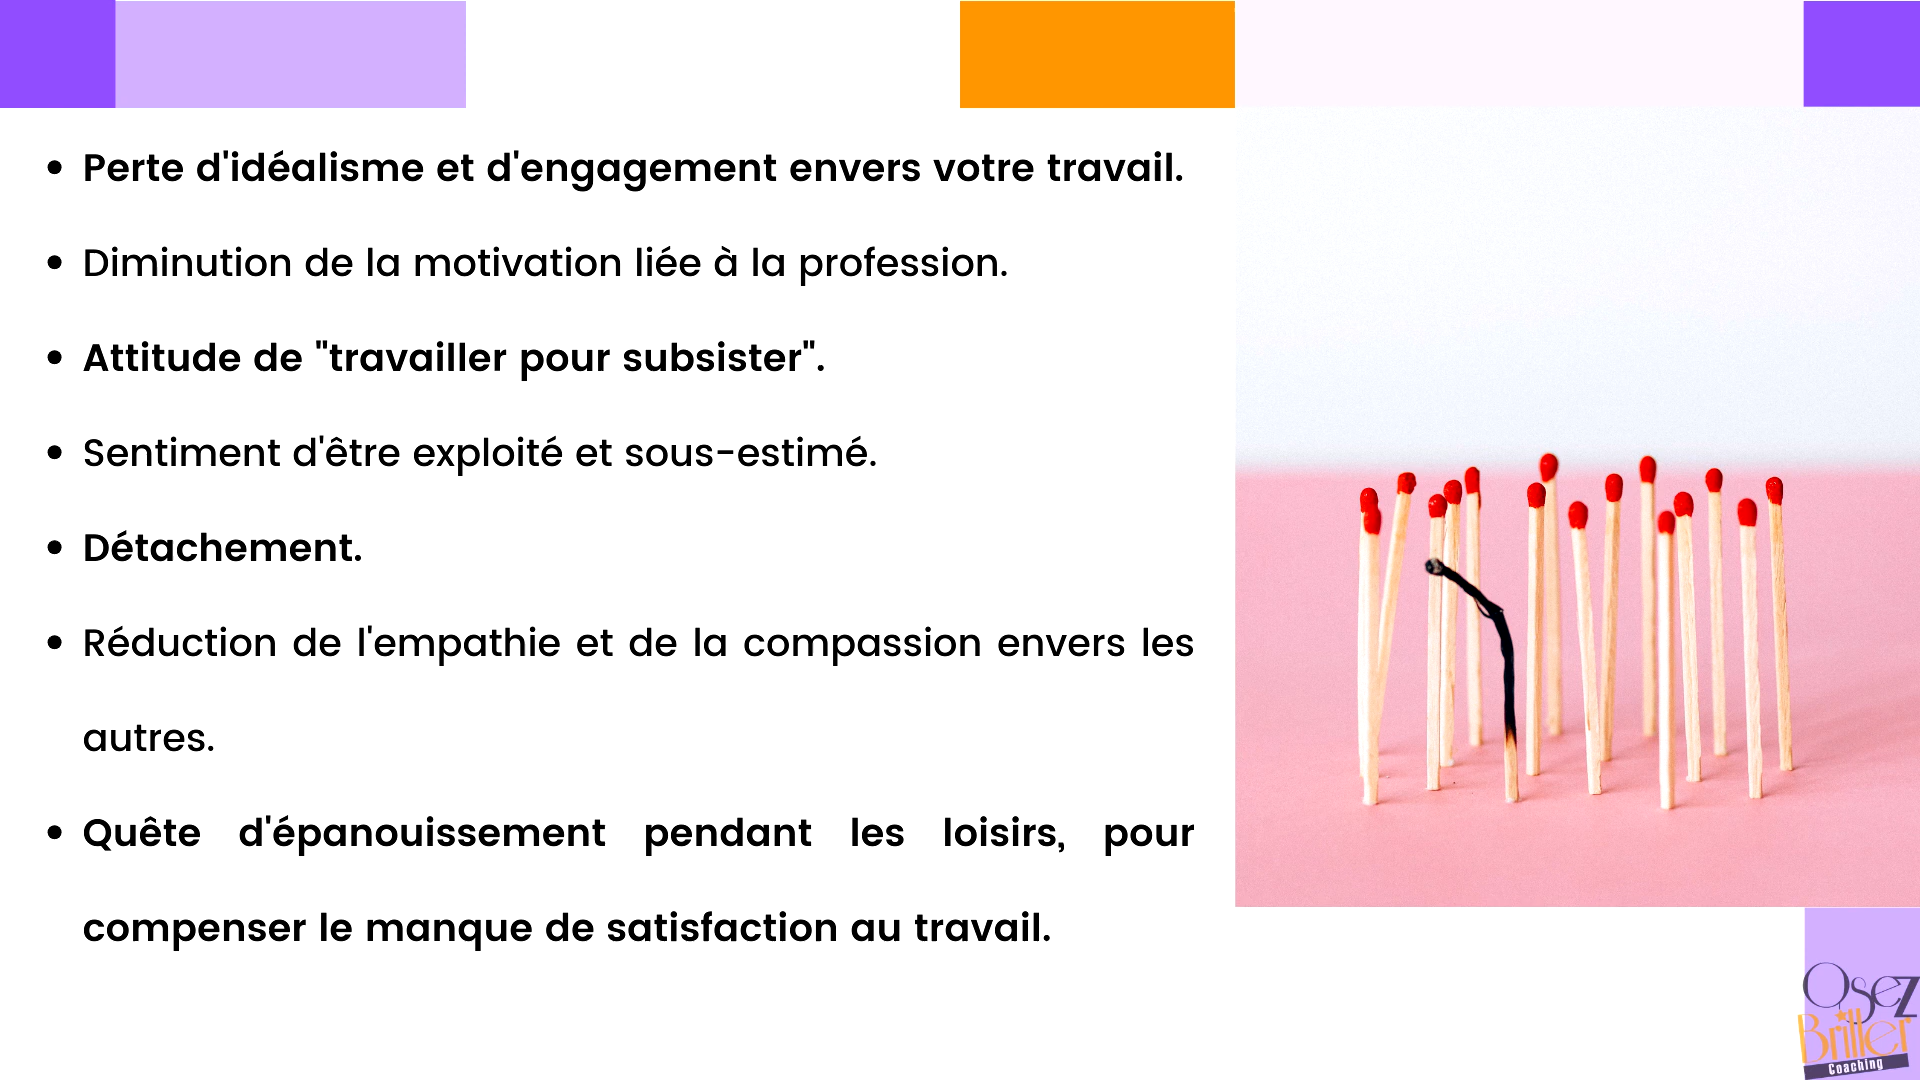 • Perte d'idéalisme et d'engagement envers votre travail.
• Diminution de la motivation liée à la profession.
• Attitude de "travailler pour subsister".
• Sentiment d'être exploité et sous-estimé.
• Détachement.
• Réduction de l'empathie et de la compassion envers les
autres.
• Quête d'épanouissement pendant les loisirs, pour
compenser le manque de satisfaction au travail.
Osez
Briller
Coaching